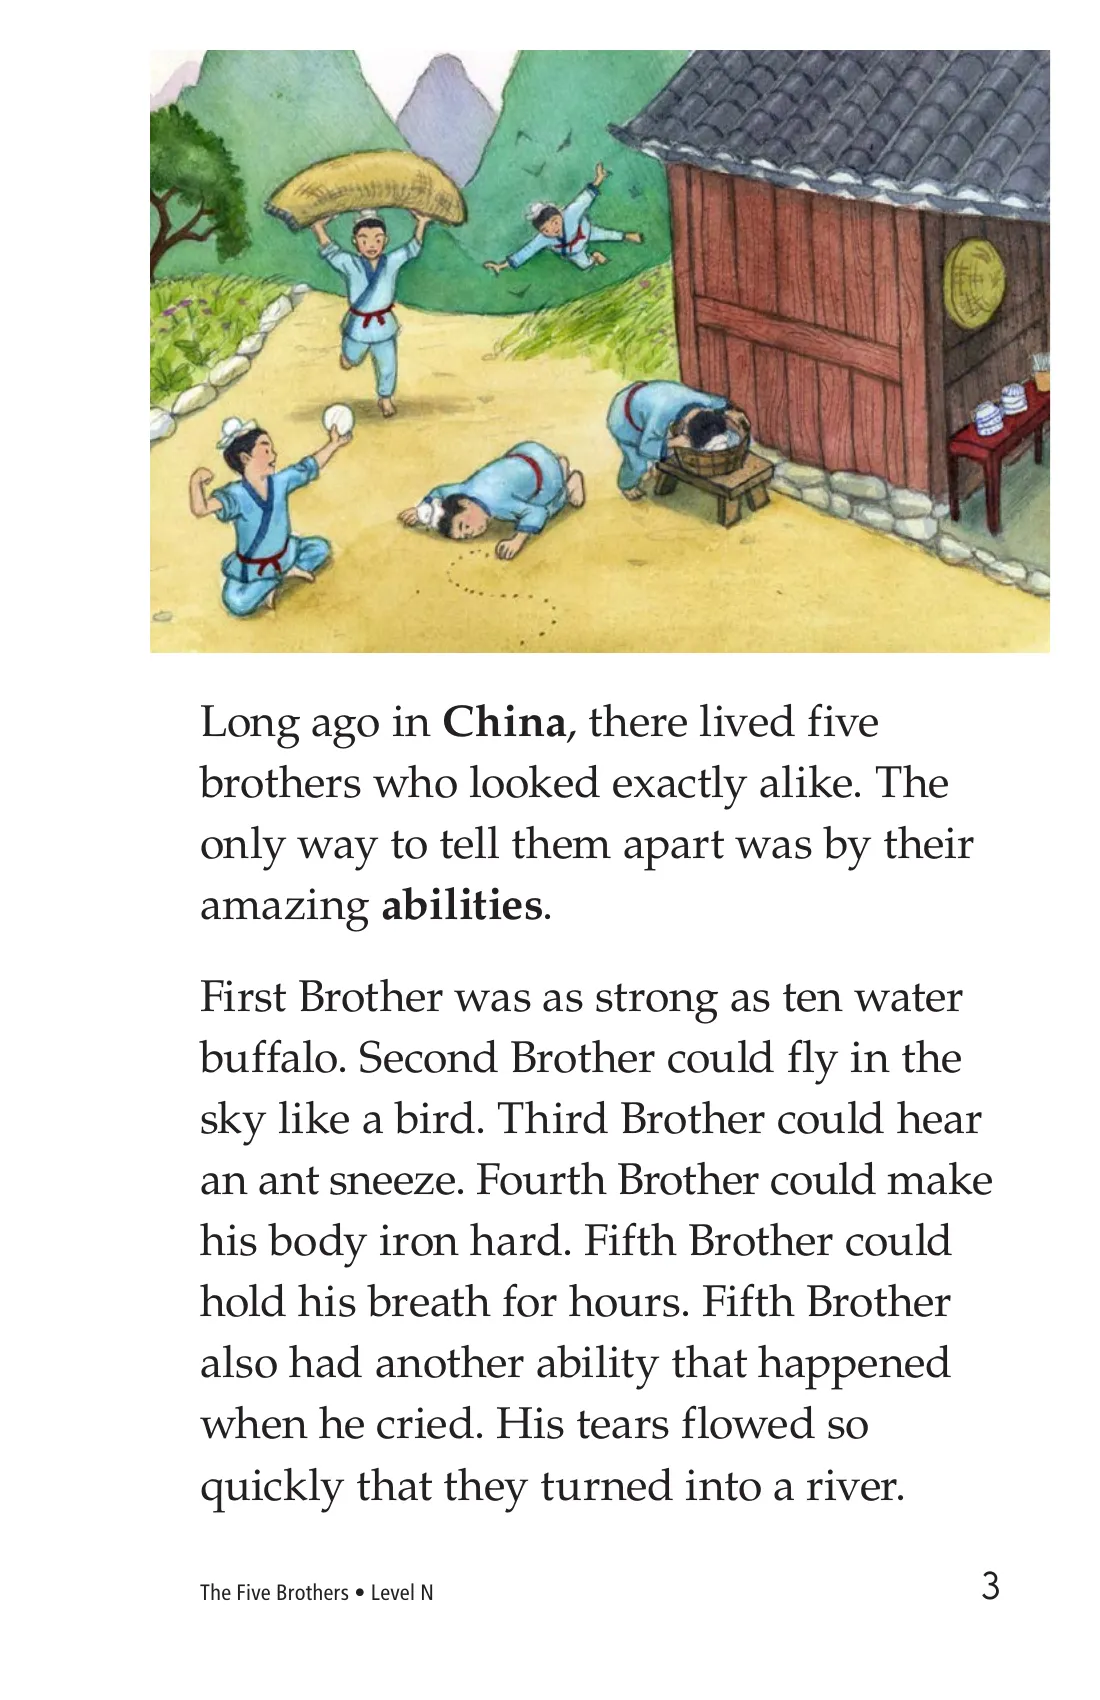 Long ago in China, there lived five
brothers who looked exactly alike. The
only way to tell them apart was by their
amazing abilities.
First Brother was as strong as ten water
buffalo. Second Brother could fly in the
sky like a bird. Third Brother could hear
an ant sneeze. Fourth Brother could make
his body iron hard. Fifth Brother could
hold his breath for hours. Fifth Brother
also had another ability that happened
when he cried. His tears flowed so
quickly that they turned into a river.
The Five Brothers • Level N
3